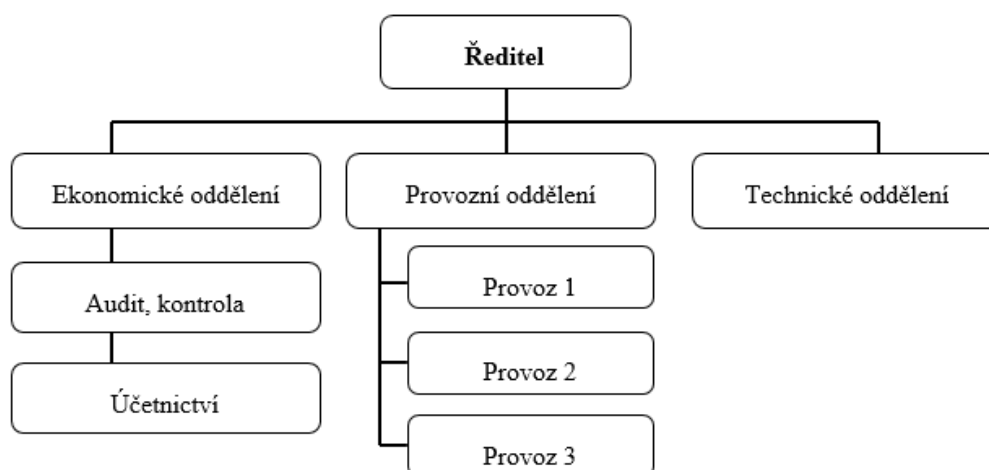 Ředitel
Ekonomické oddělení
Provozní oddělení
Technické oddělení
Audit, kontrola
Účetnictví
Provoz 1
Provoz 2
Provoz 3